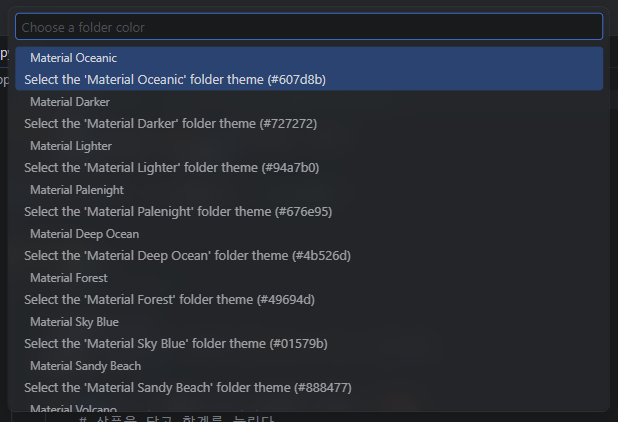 Choose a folder color
Material Oceanic
Select the 'Material Oceanic' folder theme (#607d8b)
Material Darker
Select the 'Material Darker' folder theme (#727272)
Material Lighter
Select the 'Material Lighter' folder theme (#94a7b0)
Material Palenight
Select the 'Material Palenight' folder theme (#676e95)
Material Deep Ocean
Select the 'Material Deep Ocean' folder theme (#4b526d)
Material Forest
Select the 'Material Forest' folder theme (#49694d)
Material Sky Blue
Select the 'Material Sky Blue' folder theme (#01579b)
Material Sandy Beach
Select the 'Material Sandy Beach' folder theme (#888477)
Material Volcano